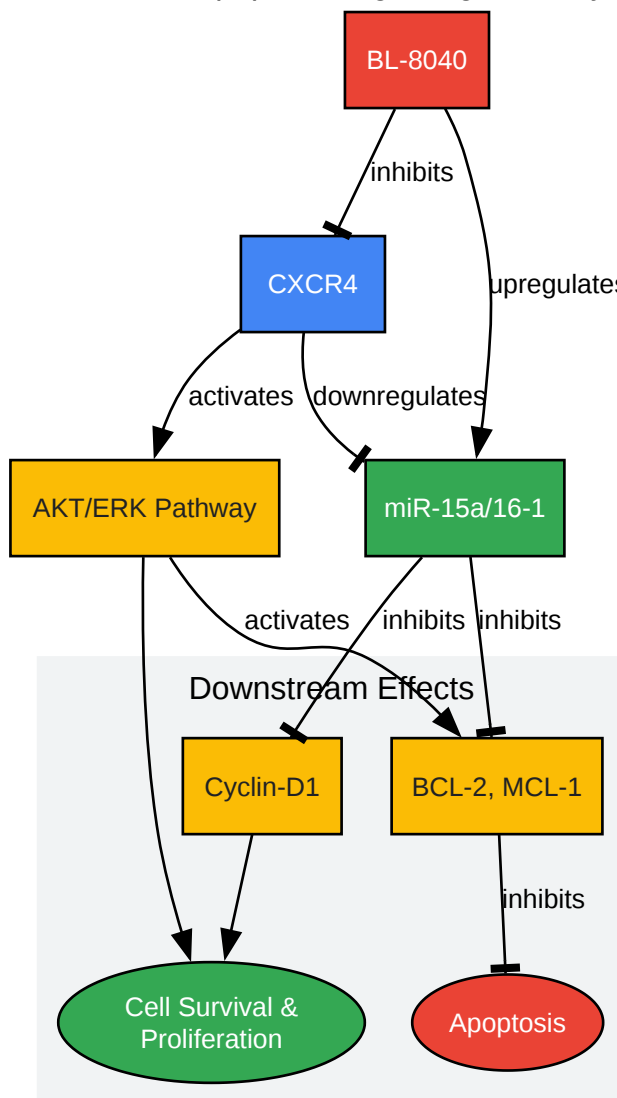 BL-8040
inhibits
CXCR4
upregulates
activates
downregulates
AKT/ERK Pathway
miR-15a/16-1
activates
inhibits
inhibits
Downstream Effects
Cyclin-D1
BCL-2, MCL-1
inhibits
Cell Survival &
Proliferation
Apoptosis